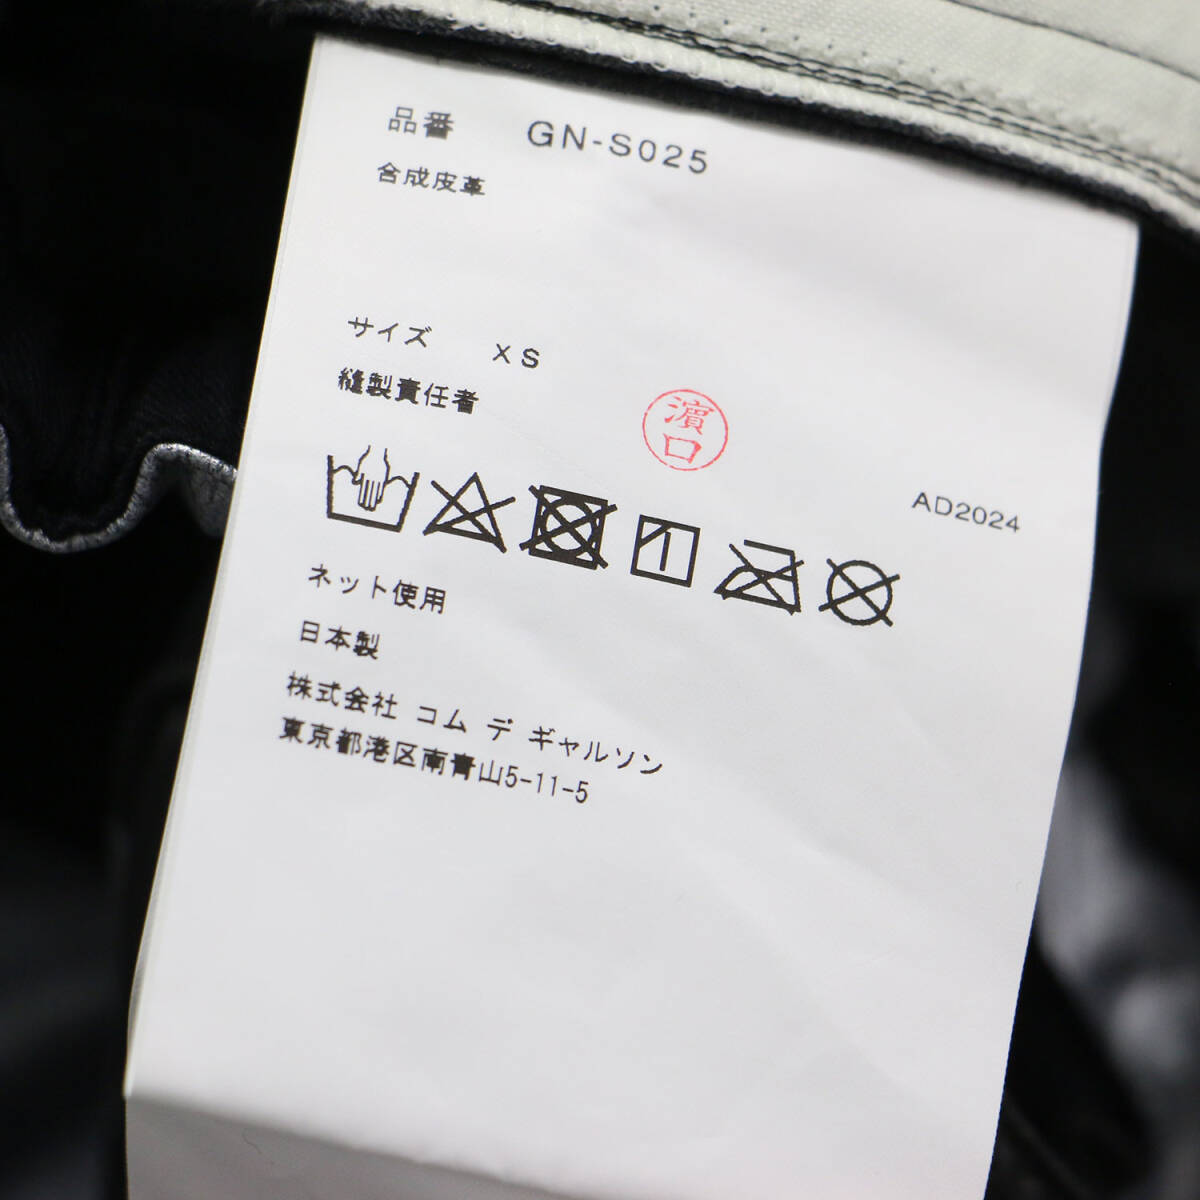 品番 GN-S025
合成皮革
サイズ XS
縫製責任者
濵口
AD2024
ネット使用
日本製
株式会社 コム デ ギャルソン
東京都港区南青山5-11-5